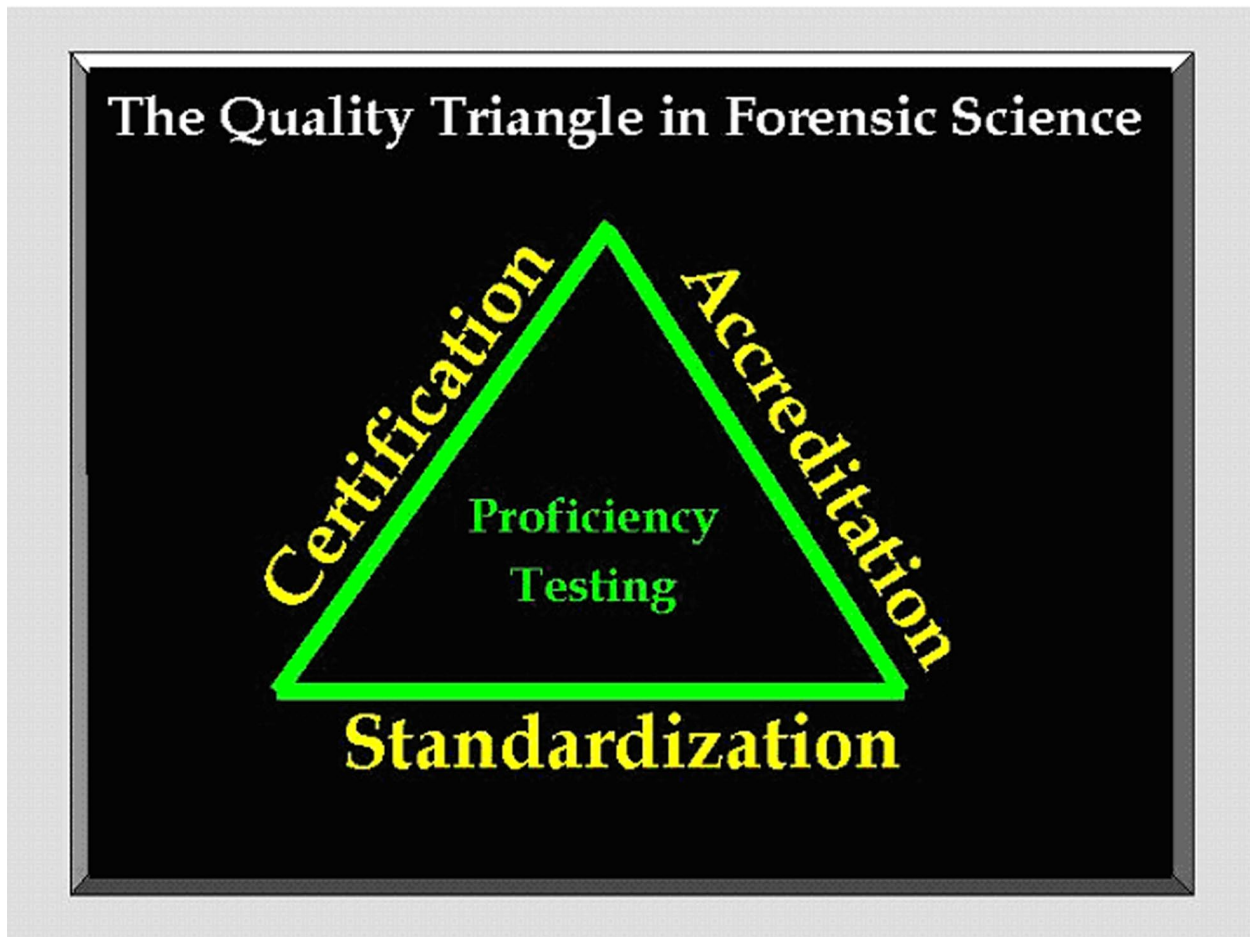 The Quality Triangle in Forensic Science
Certification
Accreditation
Proficiency
Testing
Standardization